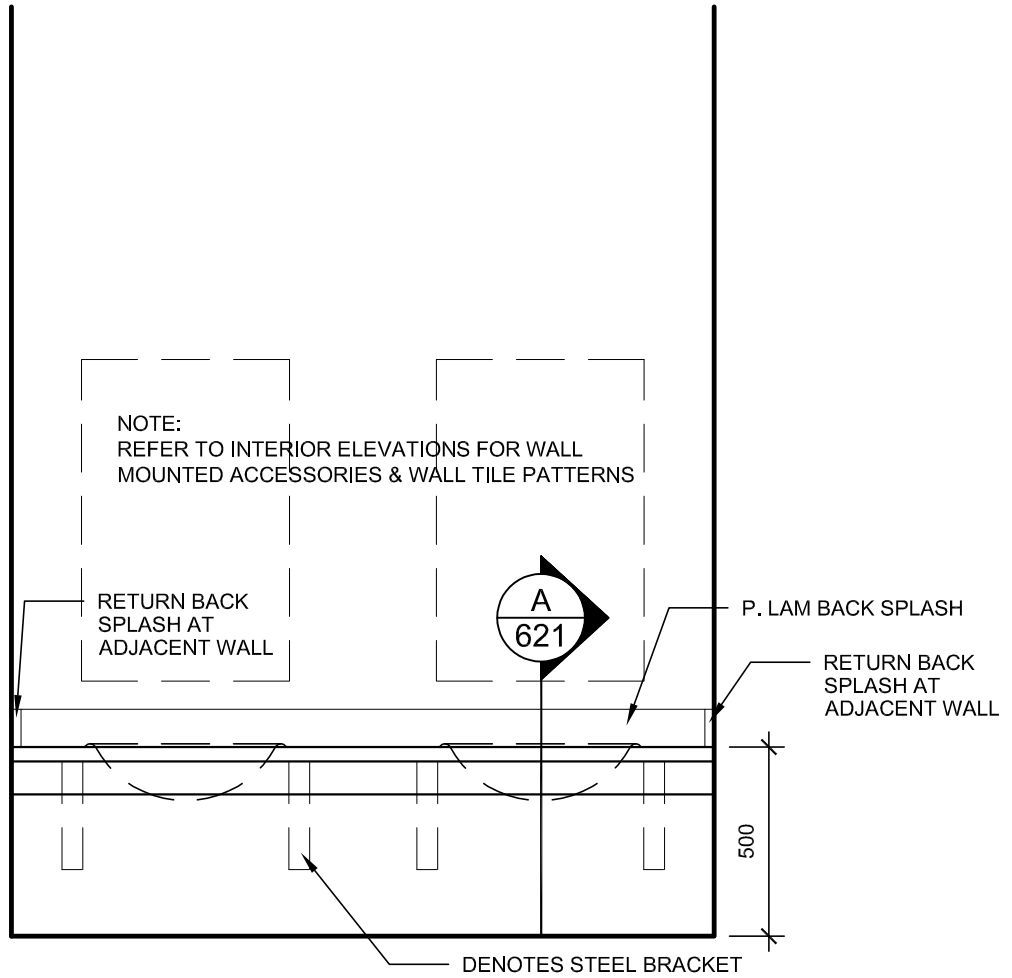 NOTE:
REFER TO INTERIOR ELEVATIONS FOR WALL
MOUNTED ACCESSORIES & WALL TILE PATTERNS
RETURN BACK
SPLASH AT
ADJACENT WALL
A
621
P. LAM BACK SPLASH
RETURN BACK
SPLASH AT
ADJACENT WALL
500
DENOTES STEEL BRACKET